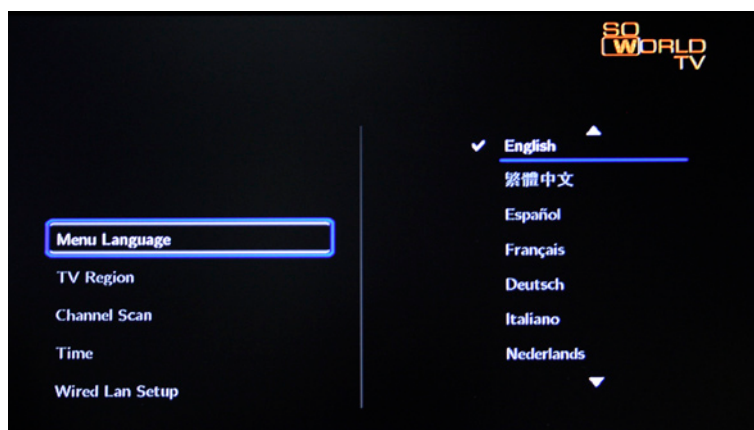 SO
WORLD
TV
Menu Language
TV Region
Channel Scan
Time
Wired Lan Setup
English
繁體中文
Español
Français
Deutsch
Italiano
Nederlands